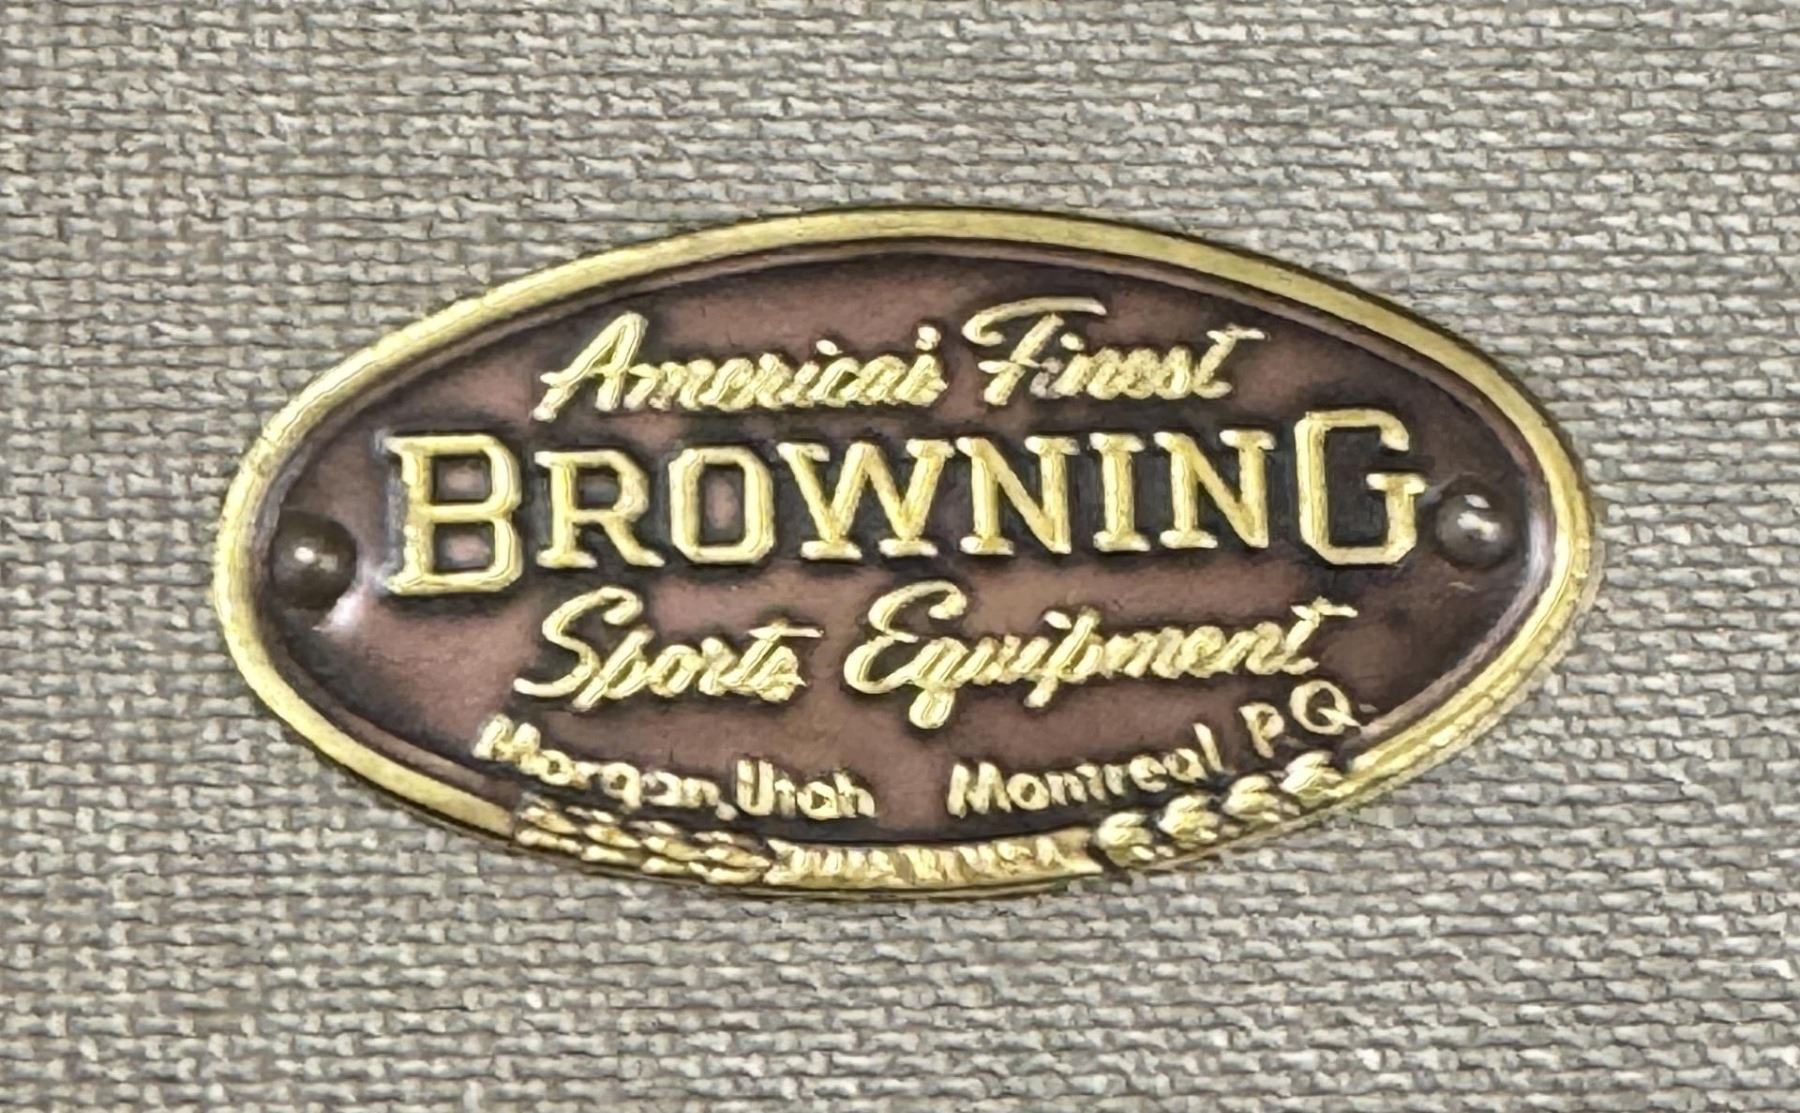 America's Finest
BROWNING
Sports Equipment
Morgan, Utah Montreal P.Q.